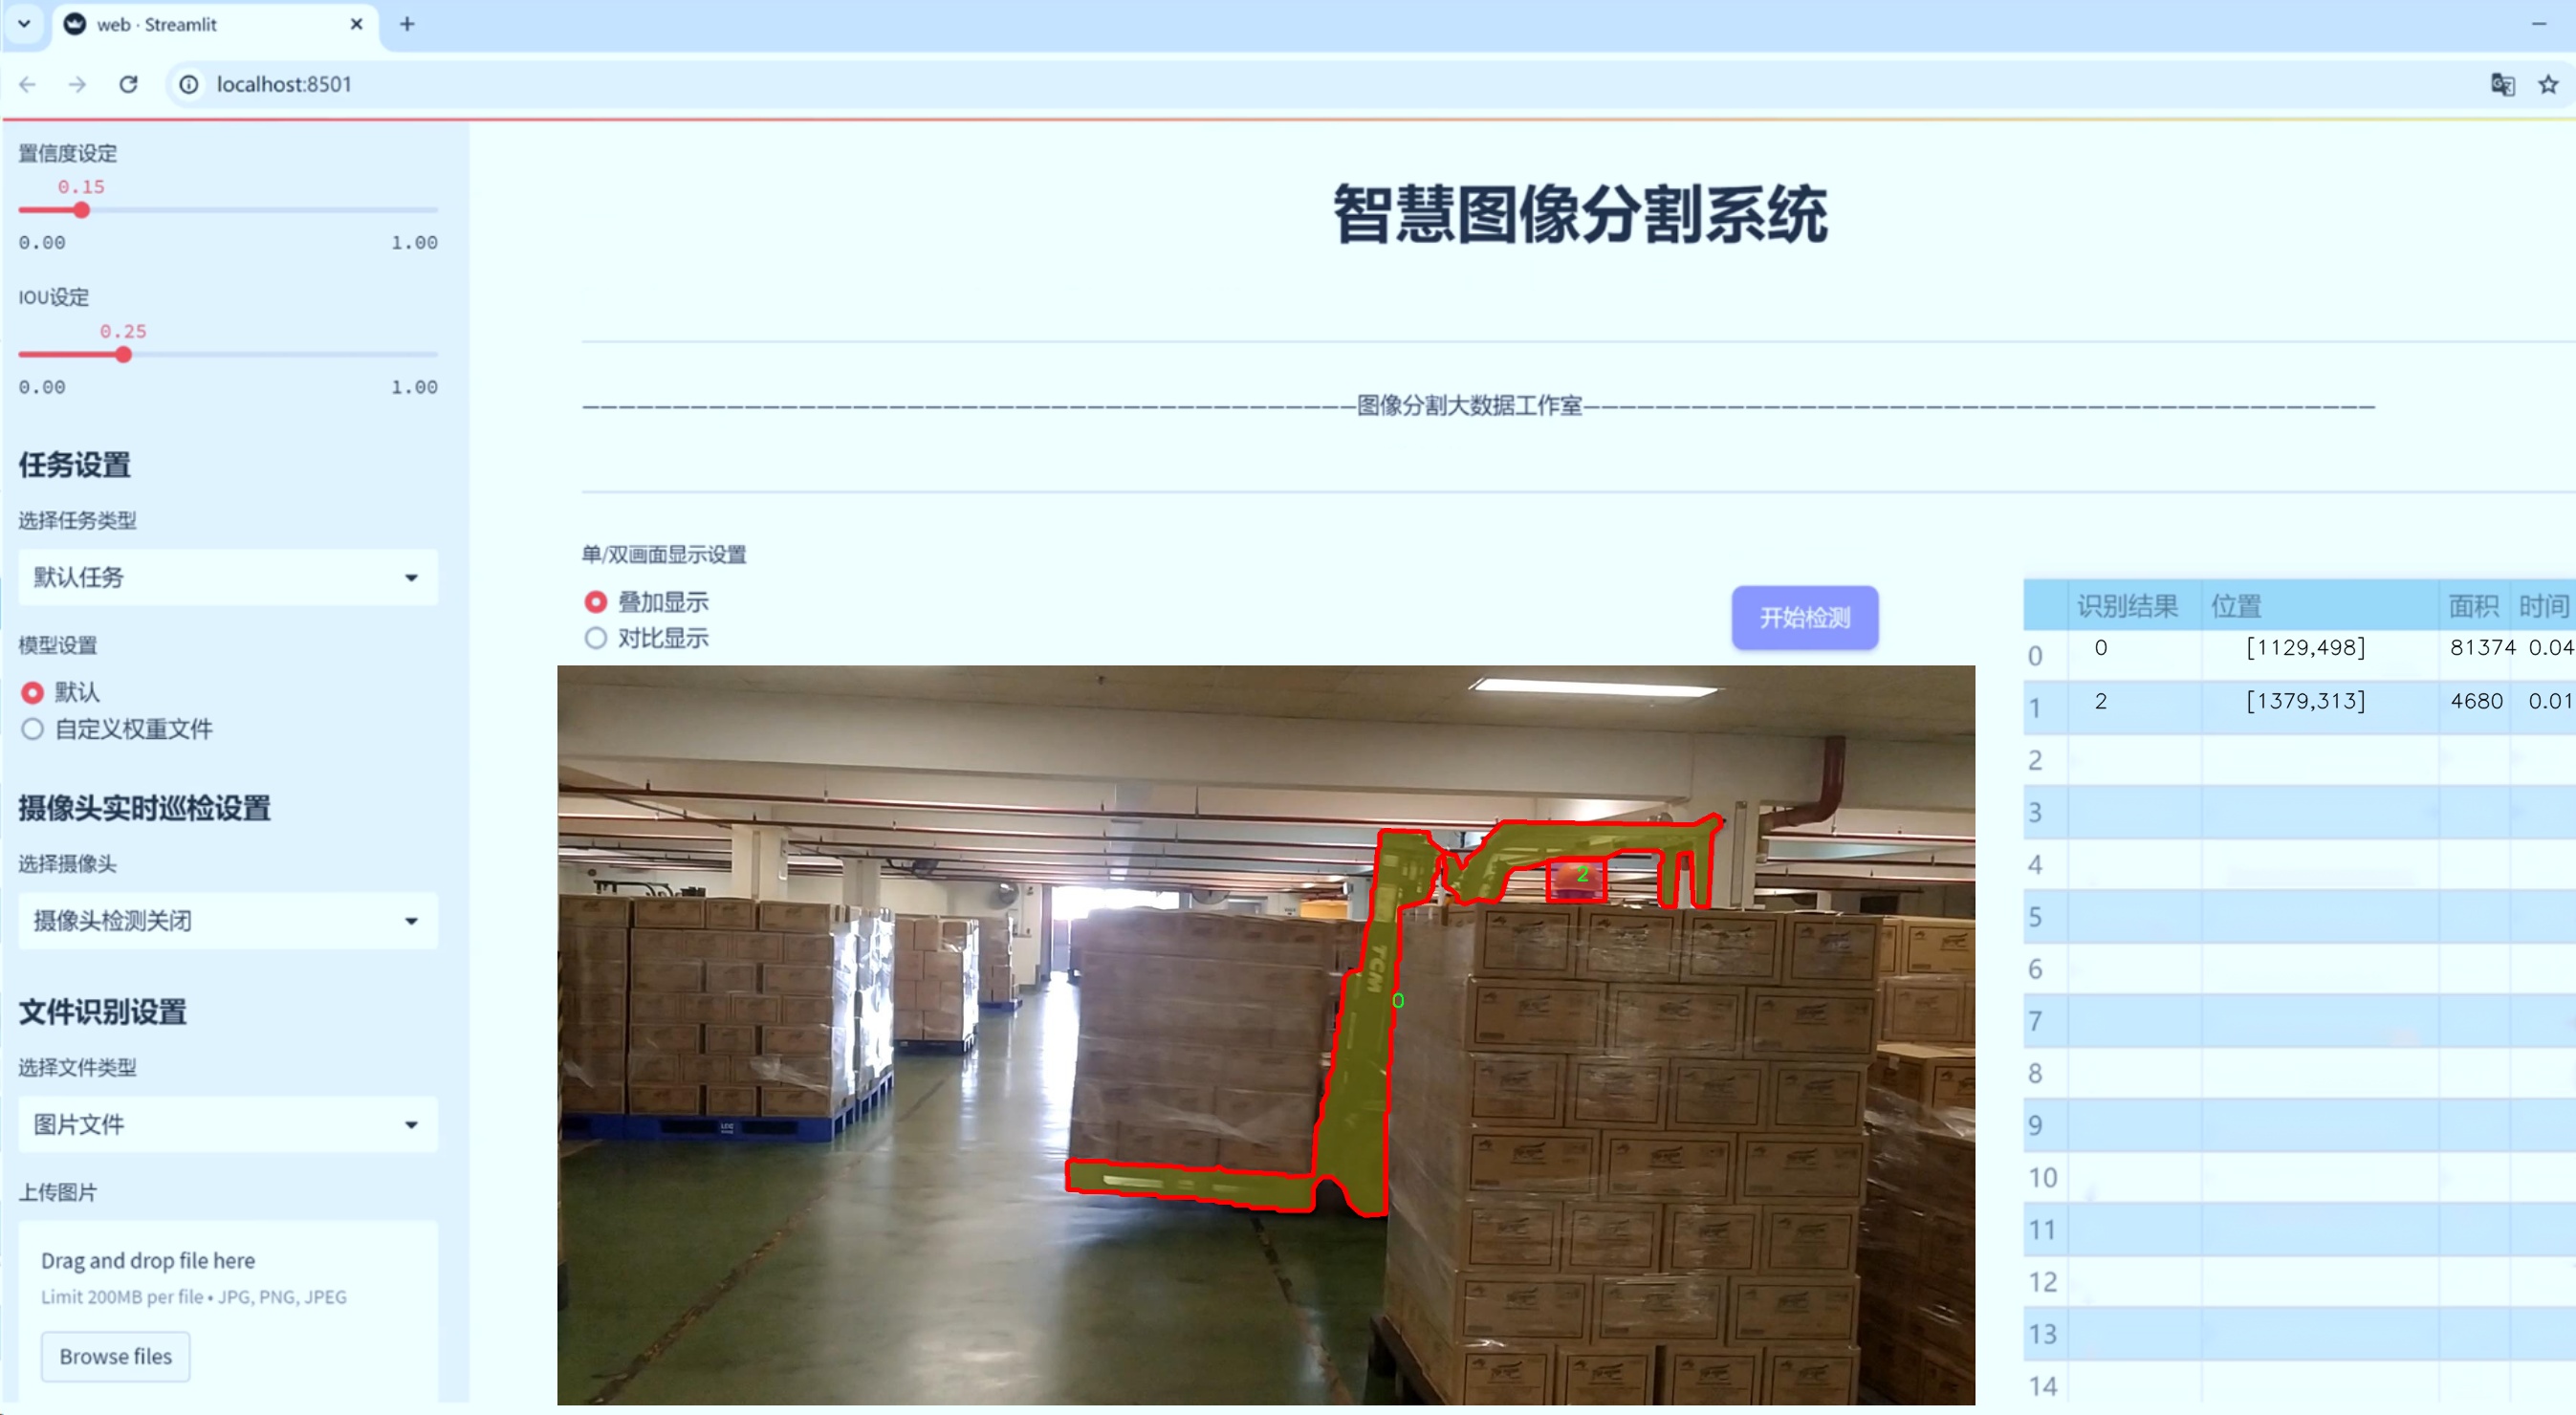 web · Streamlit
localhost:8501
置信度设定
0.15
0.00 1.00
IOU设定
0.25
0.00 1.00
任务设置
选择任务类型
默认任务
模型设置
默认
自定义权重文件
摄像头实时巡检设置
选择摄像头
摄像头检测关闭
文件识别设置
选择文件类型
图片文件
上传图片
Drag and drop file here
Limit 200MB per file • JPG, PNG, JPEG
Browse files
智慧图像分割系统
图像分割大数据工作室
单/双画面显示设置
叠加显示
对比显示
开始检测
2
TCM
0
识别结果 位置 面积 时间
0 0 [1129,498] 81374 0.04
1 2 [1379,313] 4680 0.01
2
3
4
5
6
7
8
9
10
11
12
13
14